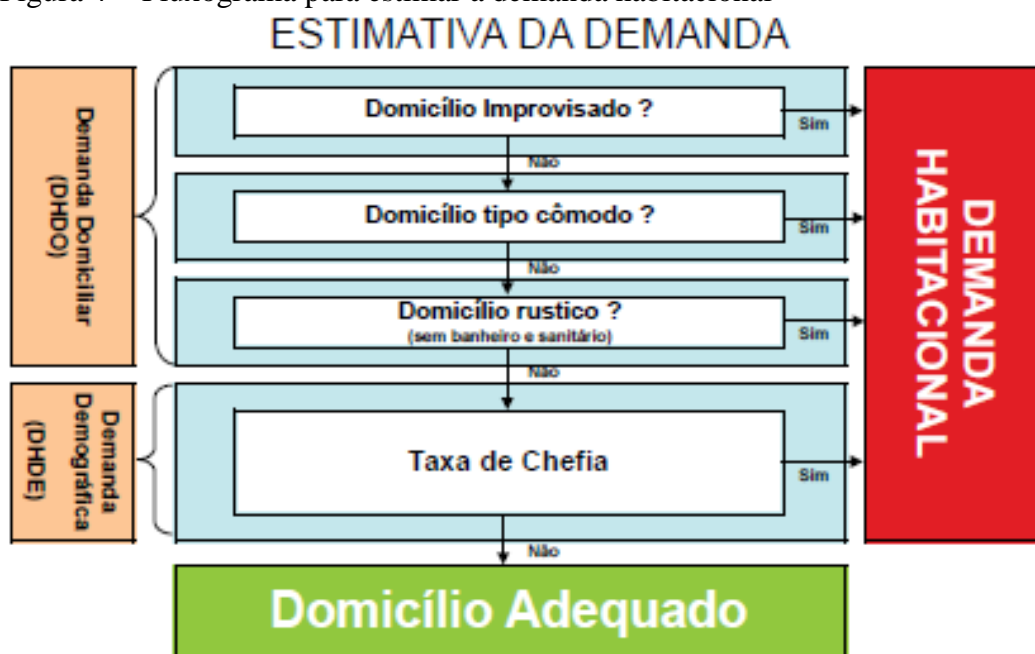 ESTIMATIVA DA DEMANDA
Demanda Domiciliar
(DHDO)
Domicílio Improvisado ?
Sim
Não
Domicílio tipo cômodo ?
Sim
Não
Domicílio rustico ?
(sem banheiro e sanitário)
Sim
Não
Demanda
Demográfica
(DHDE)
Taxa de Chefia
Sim
Não
DEMANDA
HABITACIONAL
Domicílio Adequado